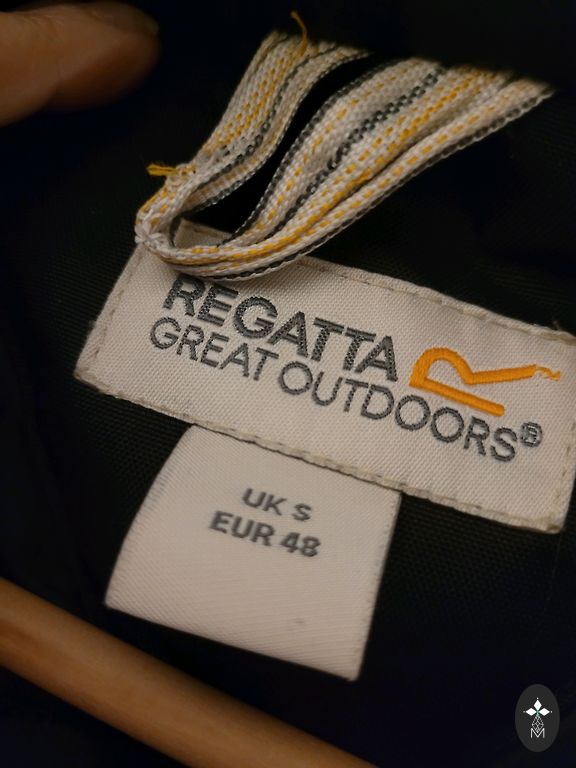 REGATTA
GREAT OUTDOORS®
UK S
EUR 48